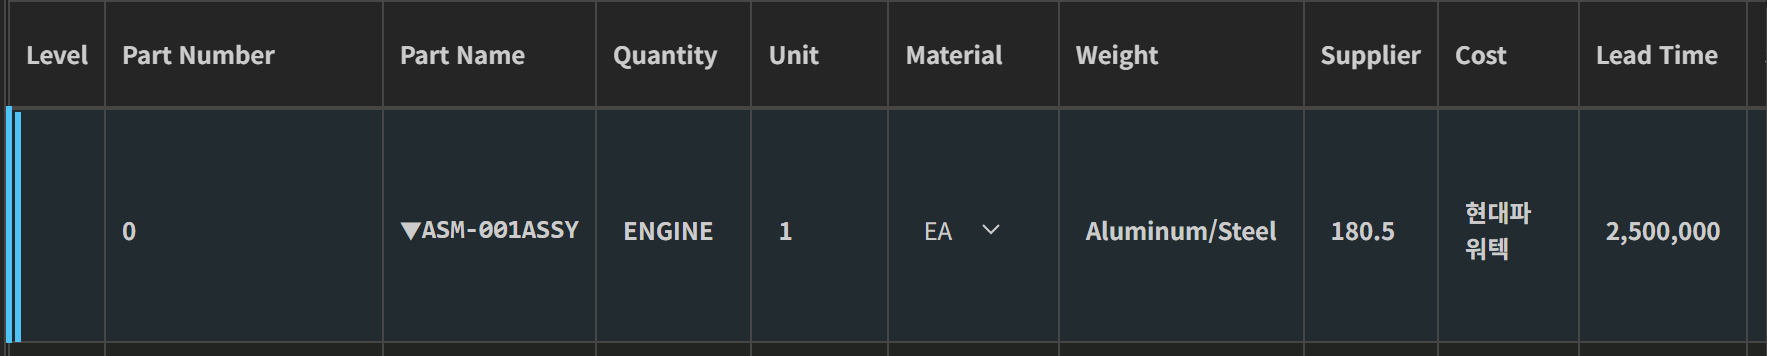 Level Part Number Part Name Quantity Unit Material Weight Supplier Cost Lead Time
0 ▼ASM-001ASSY ENGINE 1 EA Aluminum/Steel 180.5 현대파 2,500,000
워텍